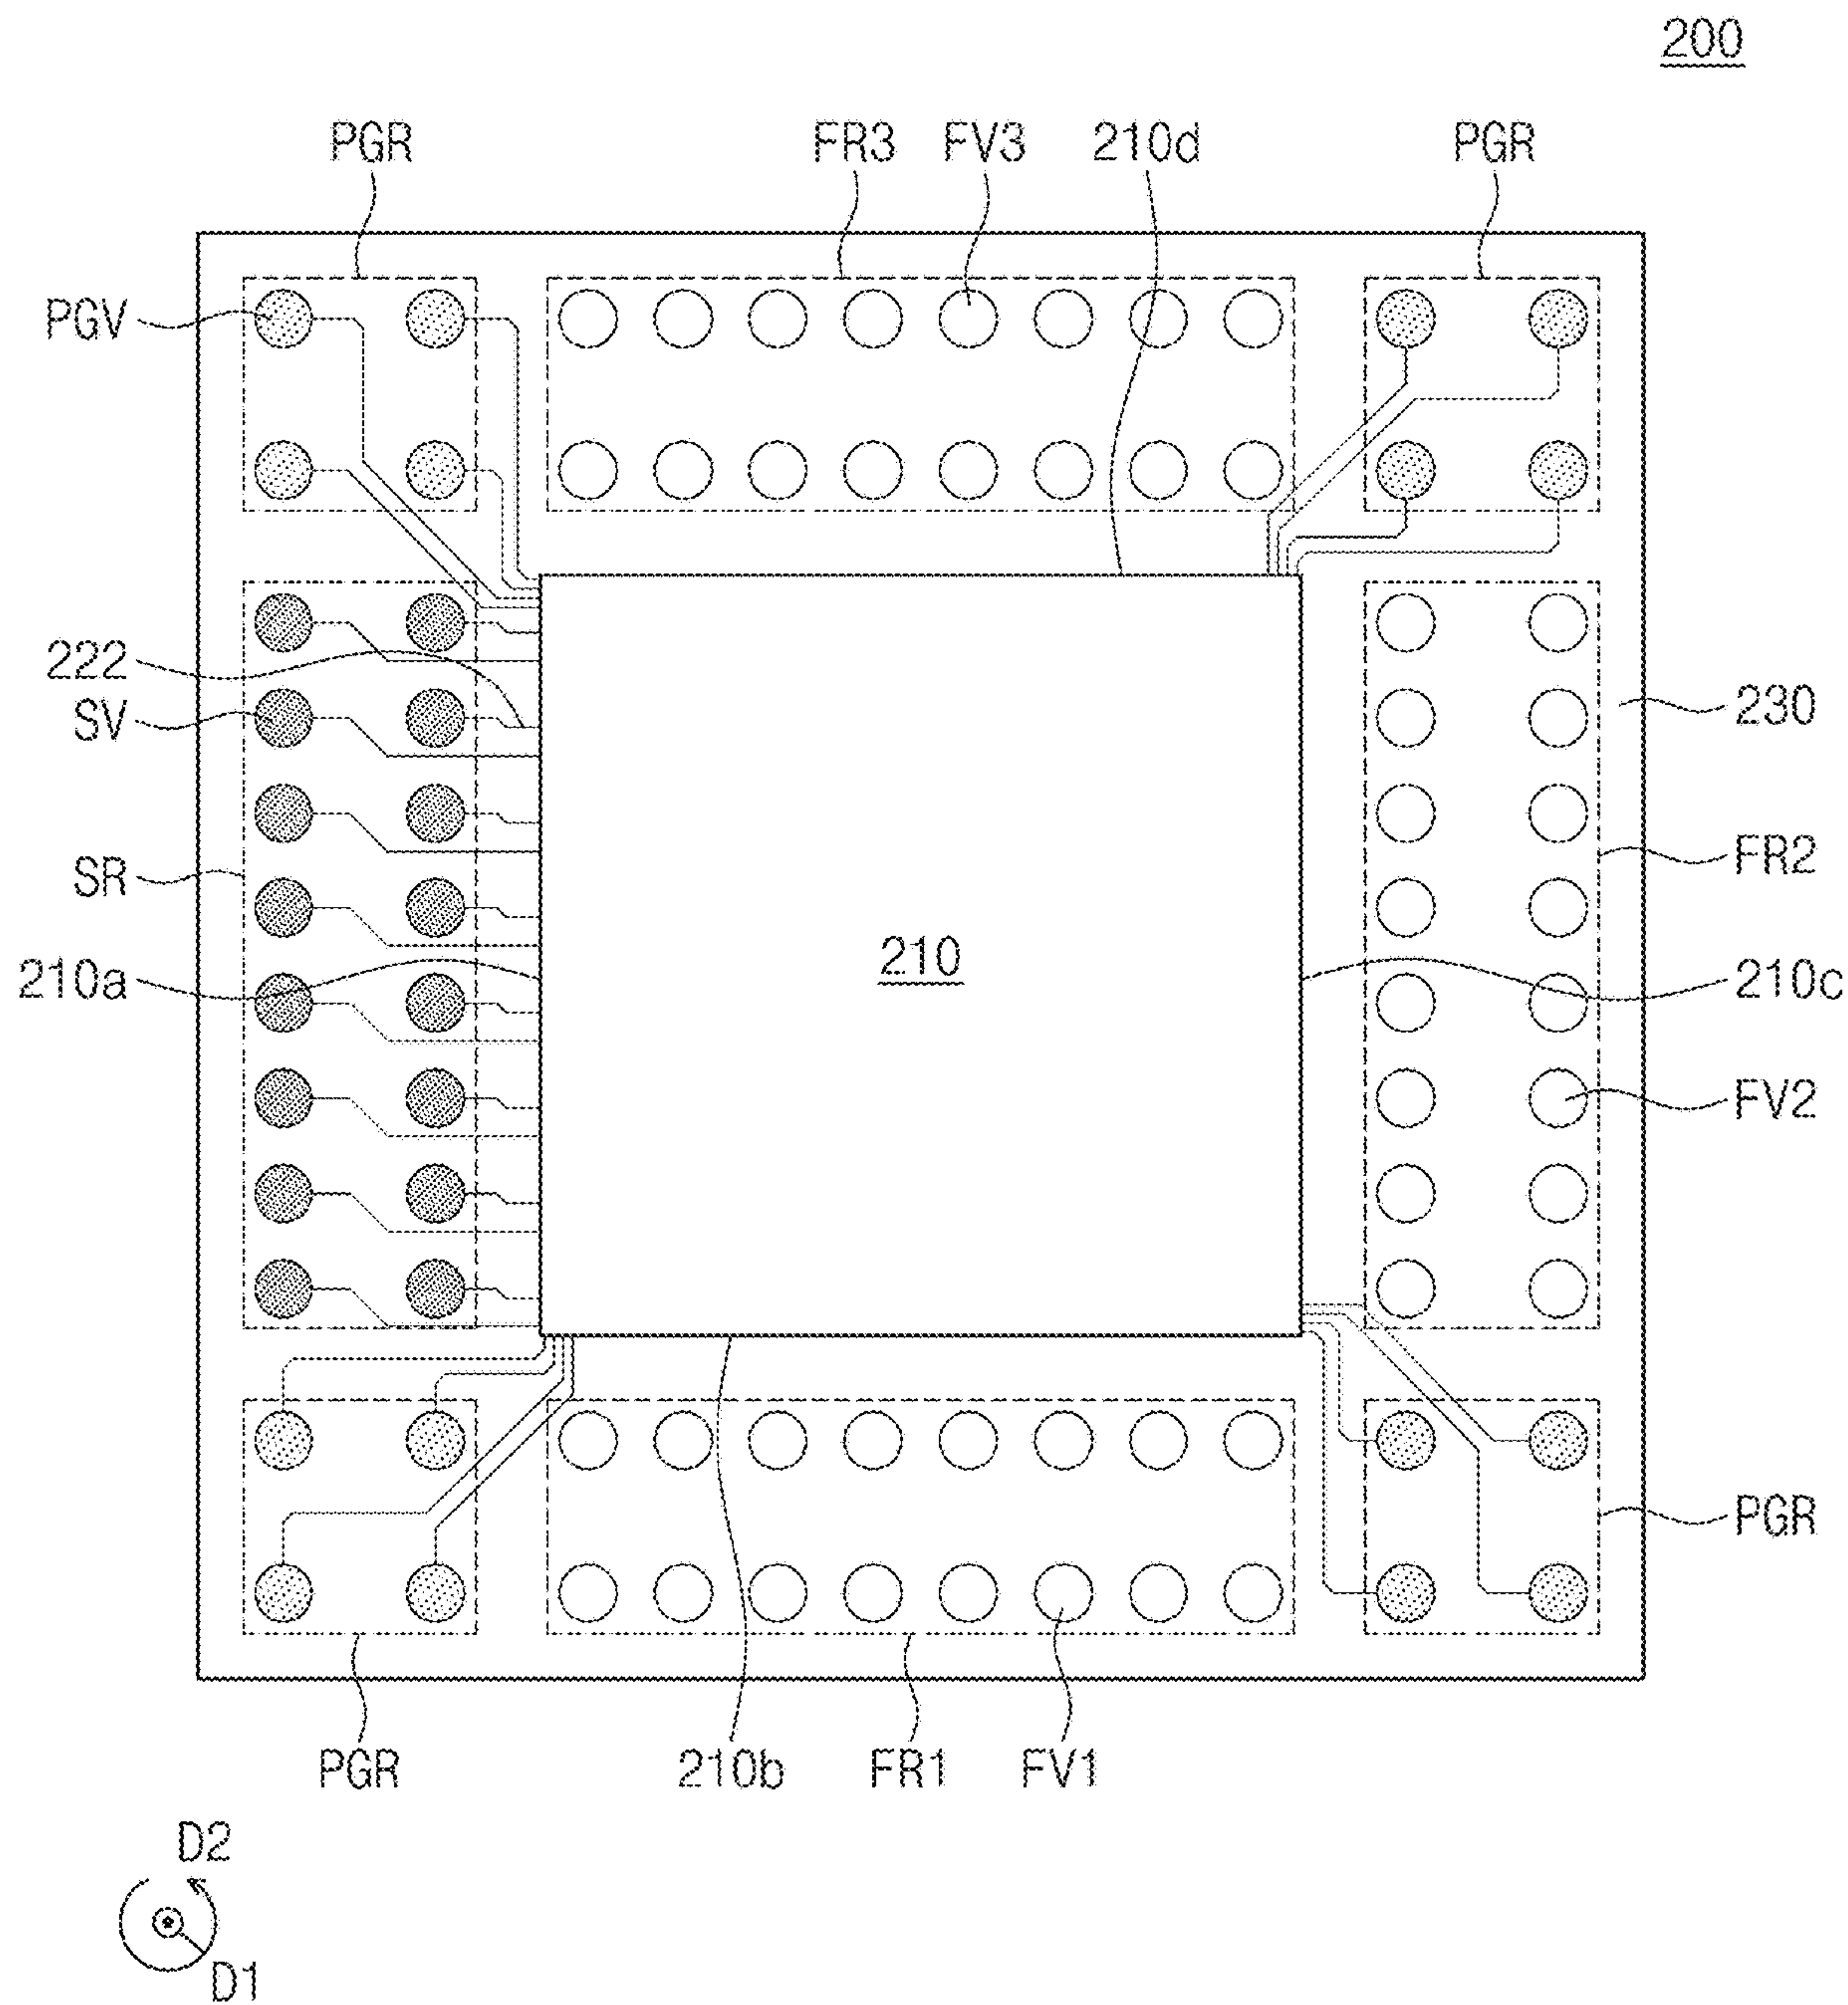 200
PGR FR3 FV3 210d PGR
PGV
222
SV
230
SR
FR2
210a
210
210c
FV2
PGR
PGR 210b FR1 FV1
D2
D1